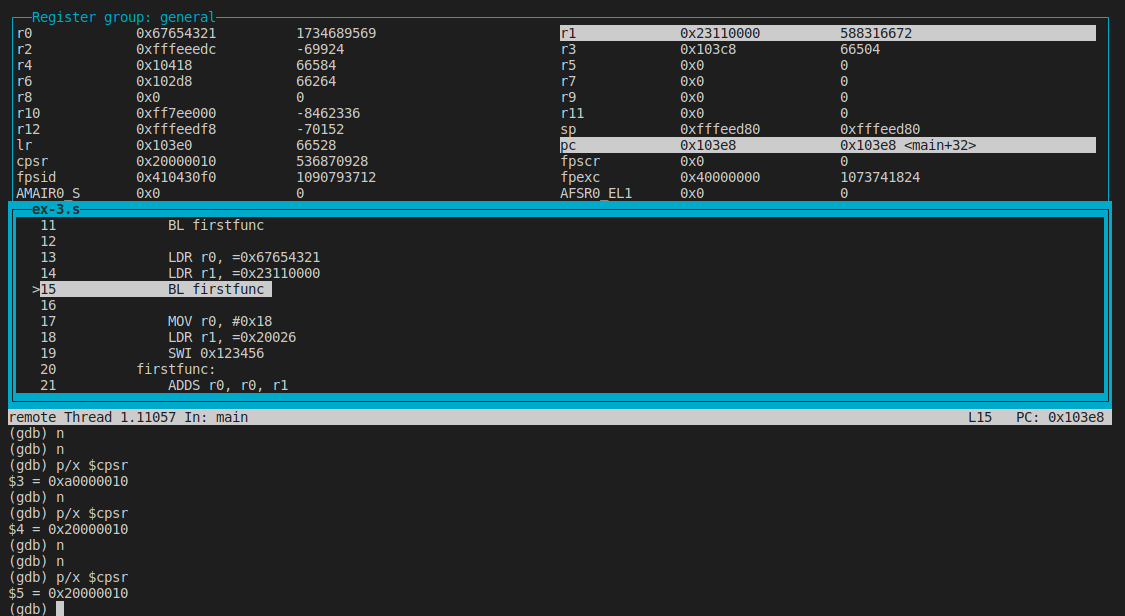 Register group: general
r0 0x67654321 1734689569 r1 0x23110000 588316672
r2 0xfffeeedc -69924 r3 0x103c8 66504
r4 0x10418 66584 r5 0x0 0
r6 0x102d8 66264 r7 0x0 0
r8 0x0 0 r9 0x0 0
r10 0xff7ee000 -8462336 r11 0x0 0
r12 0xfffeedf8 -70152 sp 0xfffeed80 0xfffeed80
lr 0x103e0 66528 pc 0x103e8 0x103e8 <main+32>
cpsr 0x20000010 536870928 fpscr 0x0 0
fpsid 0x410430f0 1090793712 fpexc 0x40000000 1073741824
AMAIR0_S 0x0 0 AFSR0_EL1 0x0 0
ex-3.s
11 BL firstfunc
12
13 LDR r0, =0x67654321
14 LDR r1, =0x23110000
>15 BL firstfunc
16
17 MOV r0, #0x18
18 LDR r1, =0x20026
19 SWI 0x123456
20 firstfunc:
21 ADDS r0, r0, r1
remote Thread 1.11057 In: main L15 PC: 0x103e8
(gdb) n
(gdb) n
(gdb) p/x $cpsr
$3 = 0xa0000010
(gdb) n
(gdb) p/x $cpsr
$4 = 0x20000010
(gdb) n
(gdb) n
(gdb) p/x $cpsr
$5 = 0x20000010
(gdb)